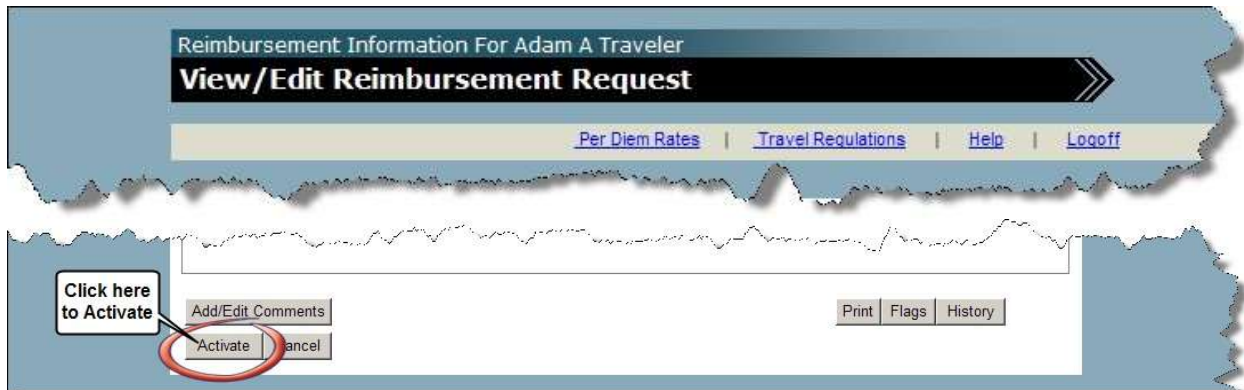 Reimbursement Information For Adam A Traveler
View/Edit Reimbursement Request
Per Diem Rates | Travel Regulations | Help | Logoff
Click here
to Activate
Add/Edit Comments
Print Flags History
Activate Cancel